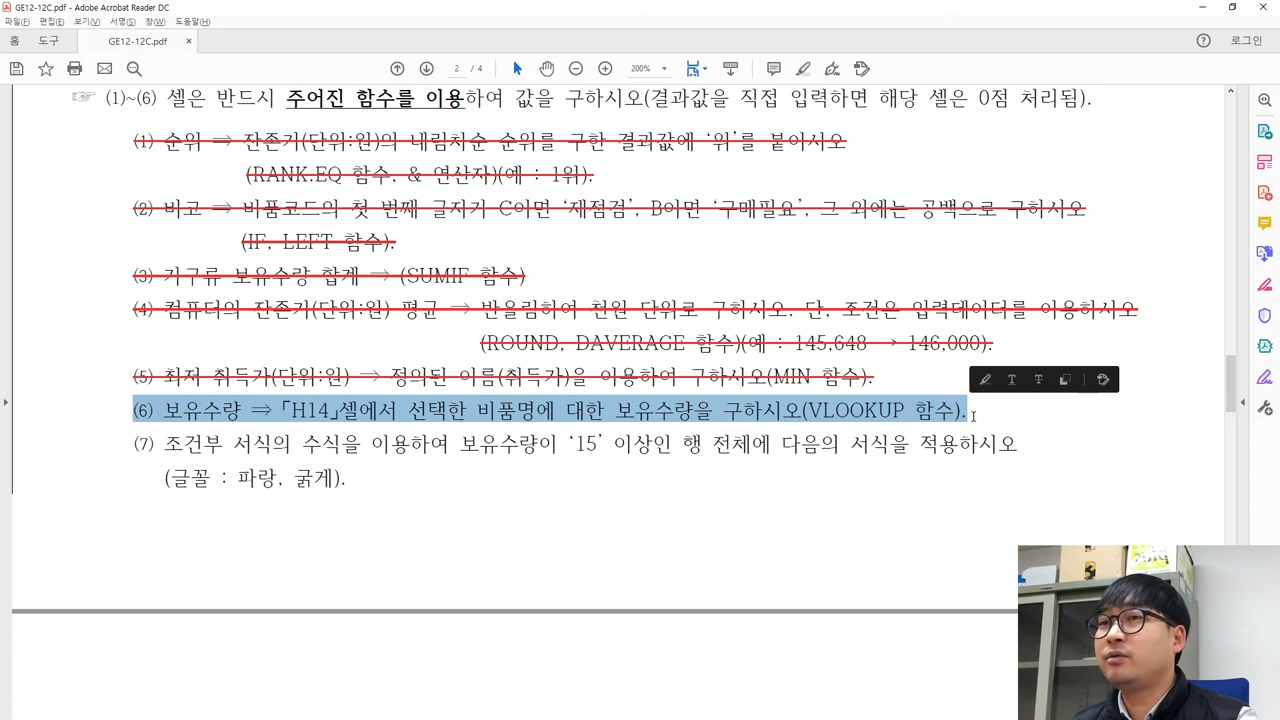 GE12-12C.pdf - Adobe Acrobat Reader DC
파일(F) 편집(E) 보기(V) 서명(S) 창(W) 도움말(H)
홈 도구 GE12-12C.pdf × 로그인
2 / 4 200%
☞ (1)~(6) 셀은 반드시 주어진 함수를 이용하여 값을 구하시오(결과값을 직접 입력하면 해당 셀은 0점 처리됨).
(1) 순위 ⇒ 잔존가(단위:원)의 내림차순 순위를 구한 결과값에 ‘위’를 붙이시오
(RANK.EQ 함수, & 연산자)(예 : 1위).
(2) 비고 ⇒ 비품코드의 첫 번째 글자가 C이면 ‘재점검’, B이면 ‘구매필요’, 그 외에는 공백으로 구하시오
(IF, LEFT 함수).
(3) 가구류 보유수량 합계 ⇒ (SUMIF 함수)
(4) 컴퓨터의 잔존가(단위:원) 평균 ⇒ 반올림하여 천원 단위로 구하시오. 단, 조건은 입력데이터를 이용하시오
(ROUND, DAVERAGE 함수)(예 : 145,648 → 146,000).
(5) 최저 취득가(단위:원) ⇒ 정의된 이름(취득가)을 이용하여 구하시오(MIN 함수).
(6) 보유수량 ⇒「H14」셀에서 선택한 비품명에 대한 보유수량을 구하시오(VLOOKUP 함수).
(7) 조건부 서식의 수식을 이용하여 보유수량이 ‘15’ 이상인 행 전체에 다음의 서식을 적용하시오
(글꼴 : 파랑, 굵게).